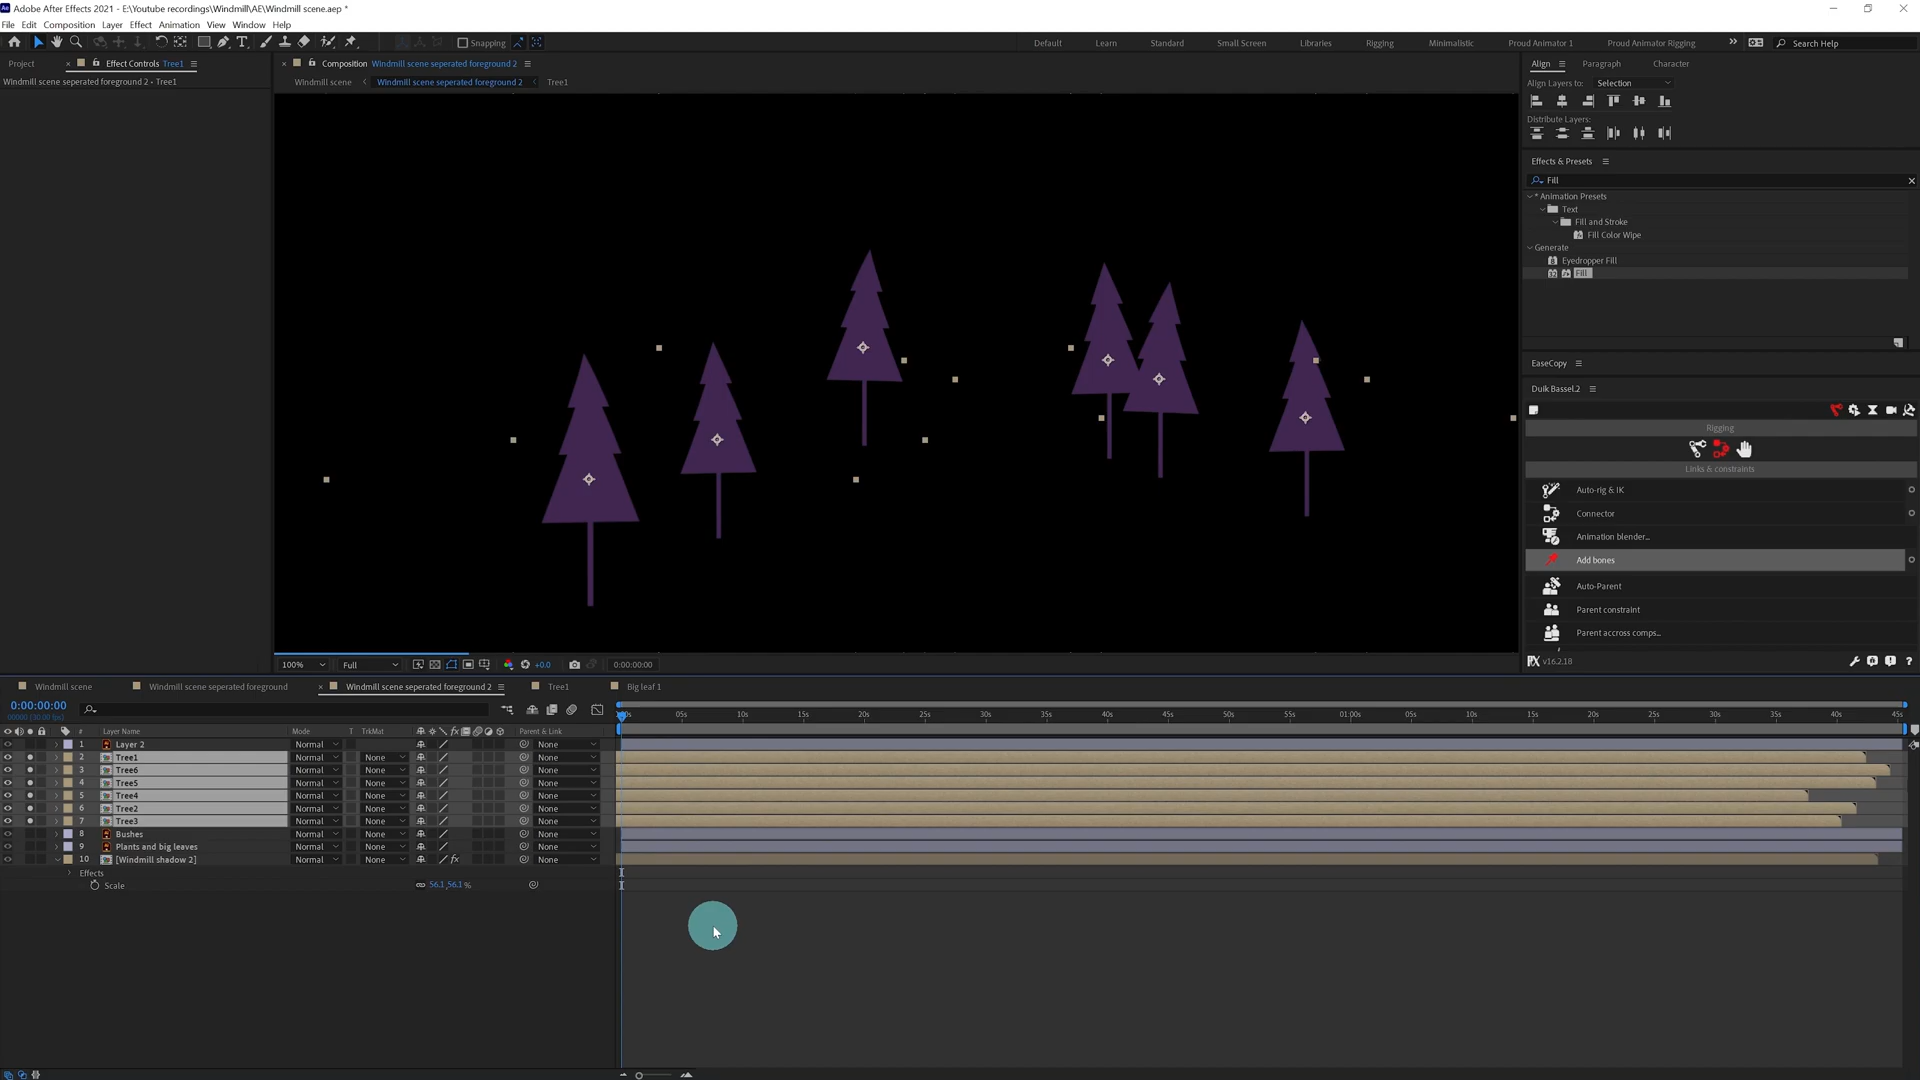 Adobe After Effects 2021 - E:\Youtube recordings\Windmill\AE\Windmill scene.aep *
File Edit Composition Layer Effect Animation View Window Help
Snapping
Default Learn Standard Small Screen Libraries Rigging Minimalistic Proud Animator 1 Proud Animator Rigging Search Help
Project Effect Controls Tree1
Windmill scene seperated foreground 2 • Tree1
Composition Windmill scene seperated foreground 2
Windmill scene Windmill scene seperated foreground 2 Tree1
Align Paragraph Character
Align Layers to: Selection
Distribute Layers:
Effects & Presets
Fill
* Animation Presets
Text
Fill and Stroke
Fill Color Wipe
Generate
Eyedropper Fill
Fill
EaseCopy
Duik Bassel.2
Rigging
Links & constraints
Auto-rig & IK
Connector
Animation blender...
Add bones
Auto-Parent
Parent constraint
Parent accross comps...
v16.2.18
100% Full +0.0 0:00:00:00
Windmill scene Windmill scene seperated foreground Windmill scene seperated foreground 2 Tree1 Big leaf 1
0:00:00:00
00000 (30.00 fps)
05s 10s 15s 20s 25s 30s 35s 40s 45s 50s 55s 01:00s 05s 10s 15s 20s 25s 30s 35s 40s 45s
# Layer Name Mode T TrkMat Parent & Link
1 Layer 2 Normal None
2 Tree1 Normal None None
3 Tree6 Normal None None
4 Tree5 Normal None None
5 Tree4 Normal None None
6 Tree2 Normal None None
7 Tree3 Normal None None
8 Bushes Normal None
9 Plants and big leaves Normal None
10 [Windmill shadow 2] Normal fx None
Effects
Scale 56.1,56.1 %